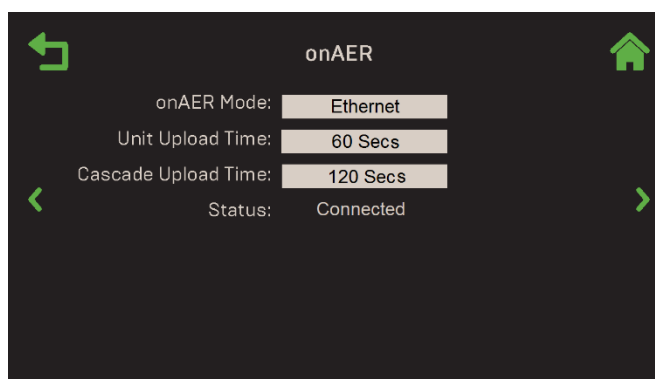 onAER
onAER Mode: Ethernet
Unit Upload Time: 60 Secs
Cascade Upload Time: 120 Secs
Status: Connected